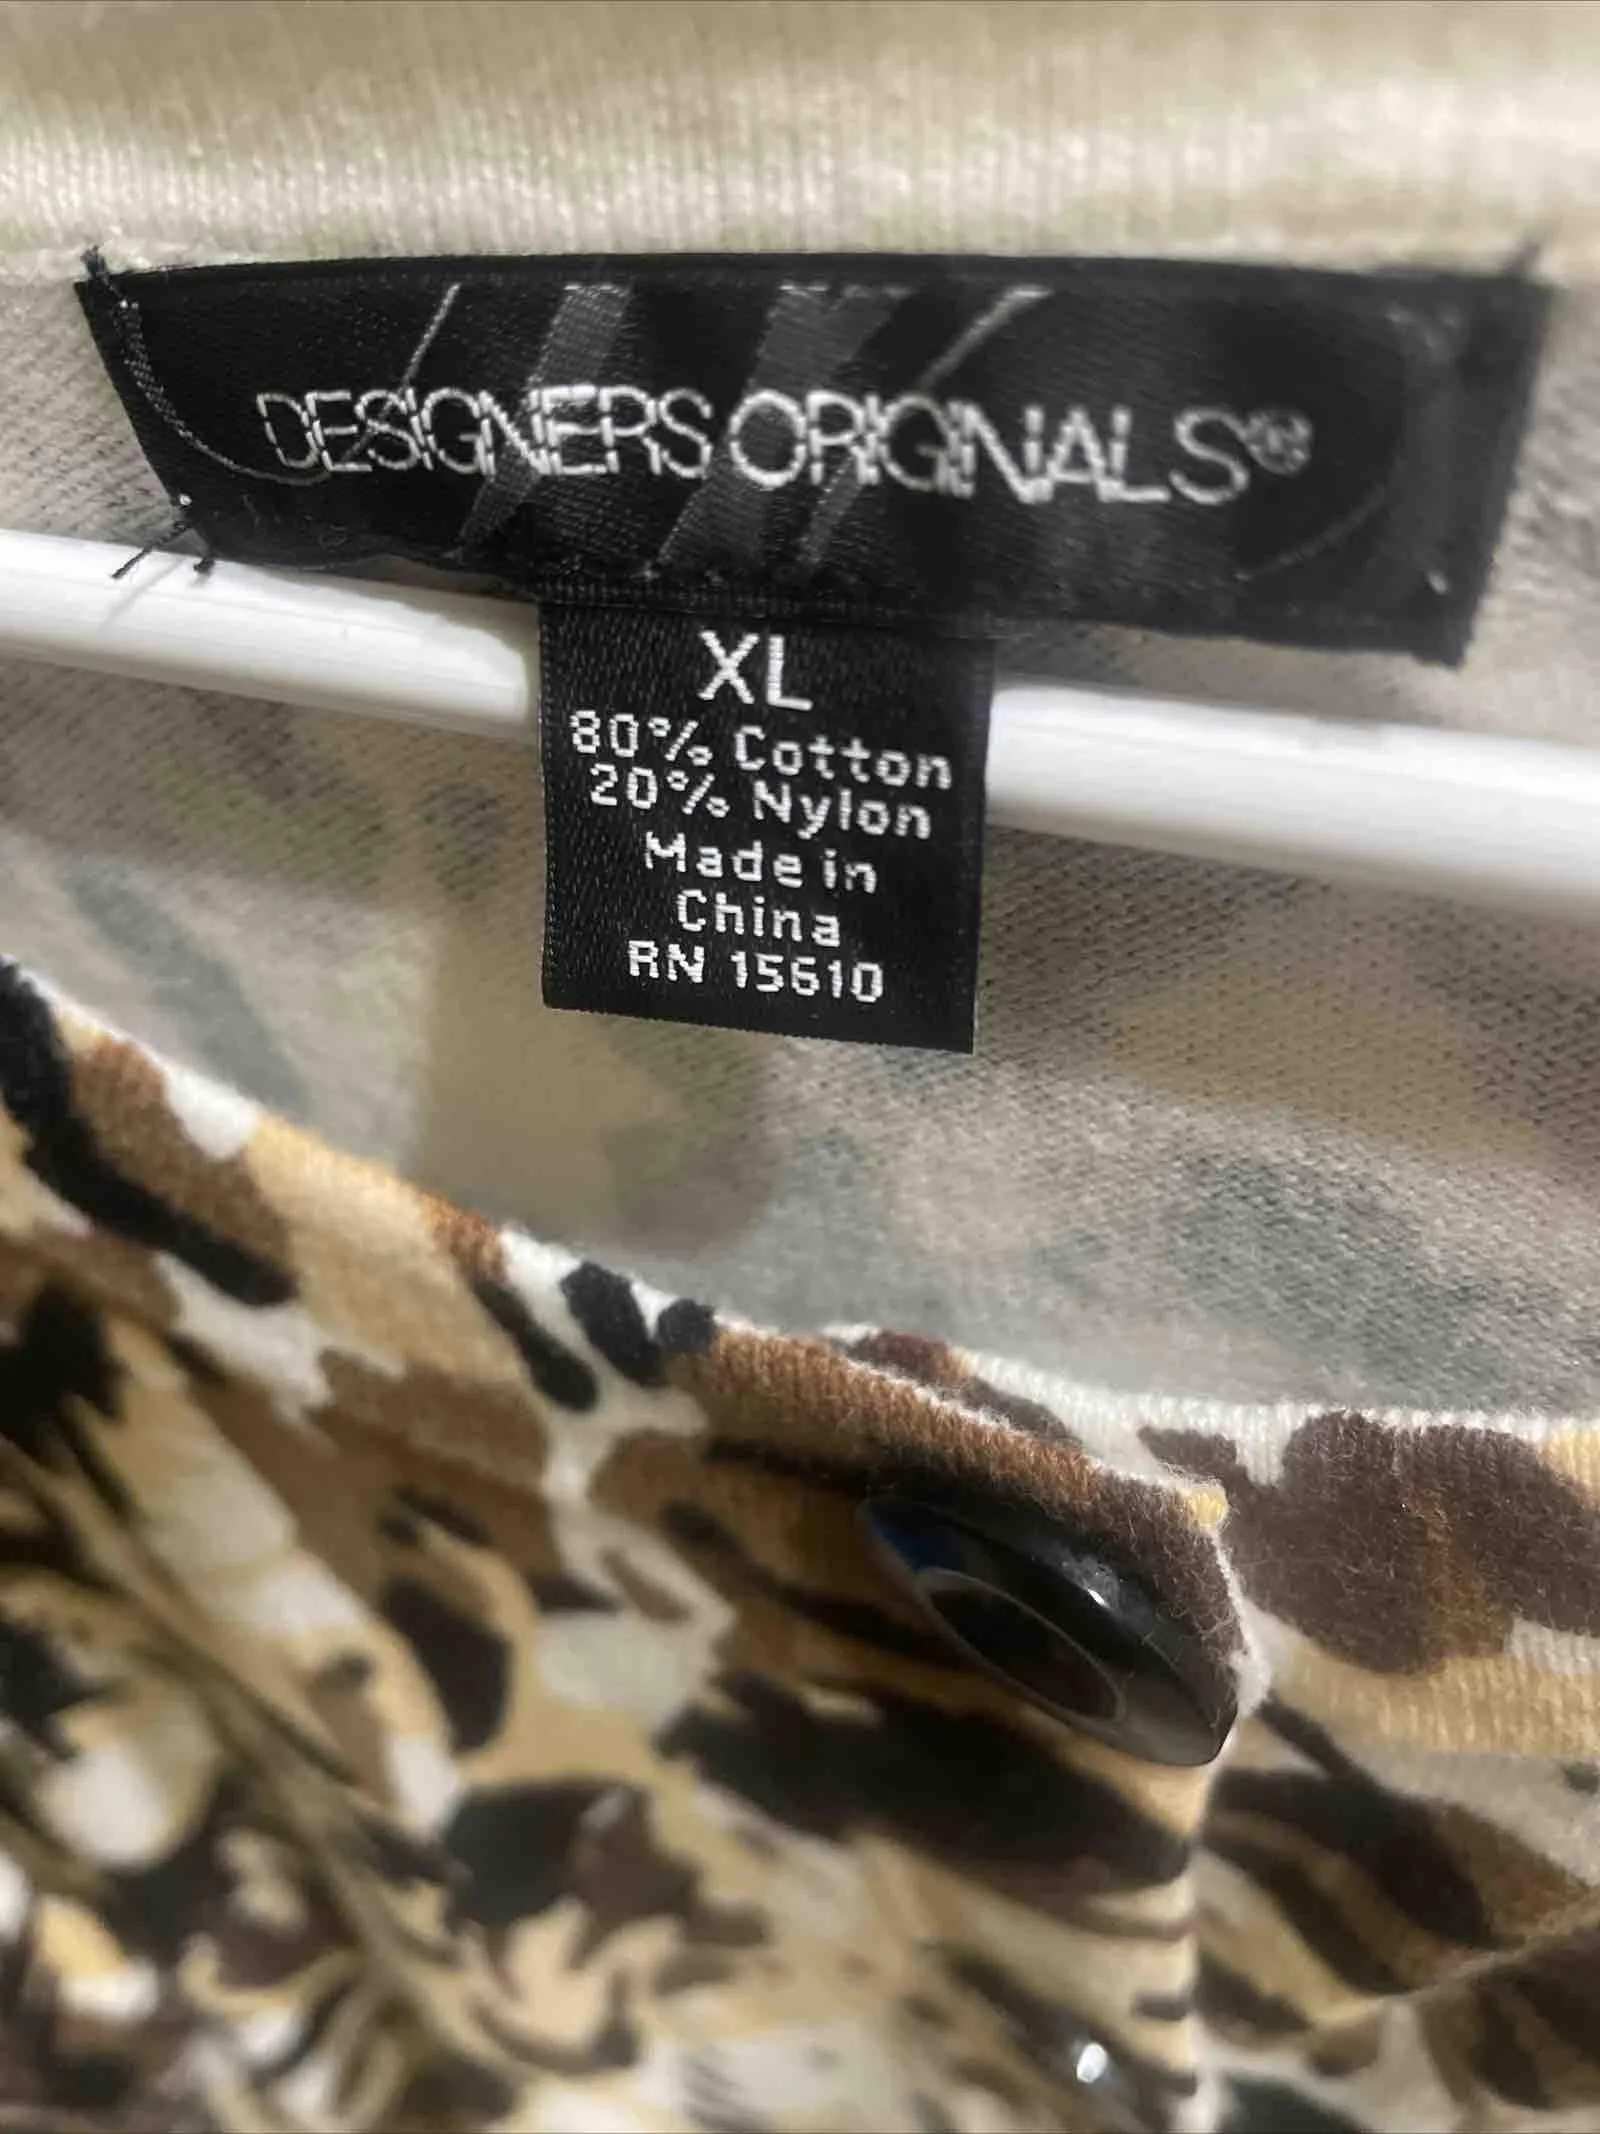 DESIGNERS ORIGINALS®
XL
80% Cotton
20% Nylon
Made in
China
RN 15610